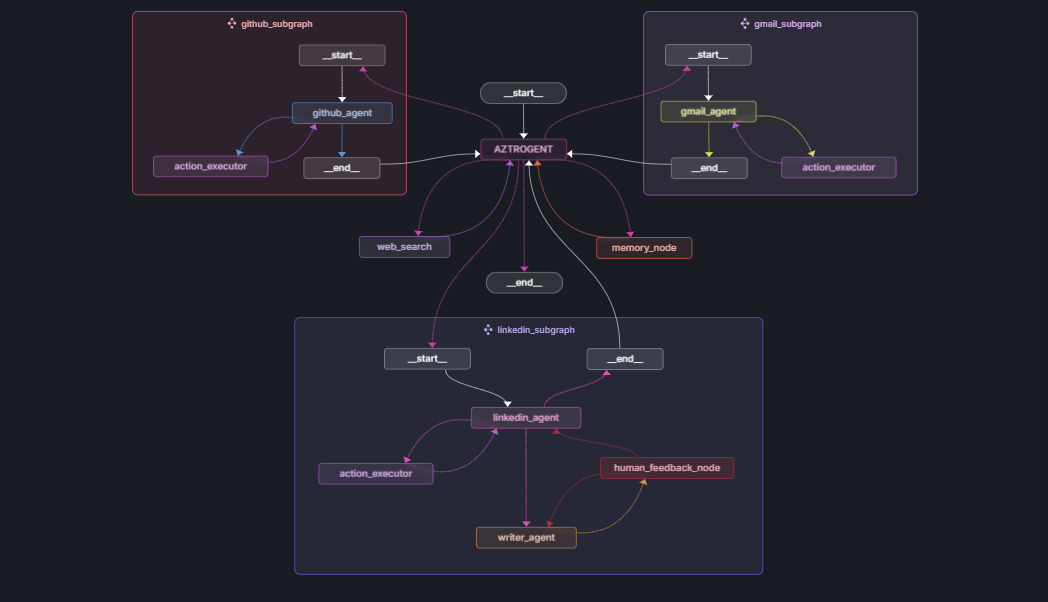 github_subgraph
__start__
github_agent
action_executor
__end__
gmail_subgraph
__start__
gmail_agent
__end__
action_executor
__start__
AZTROGENT
web_search
memory_node
__end__
linkedin_subgraph
__start__
__end__
linkedin_agent
action_executor
human_feedback_node
writer_agent